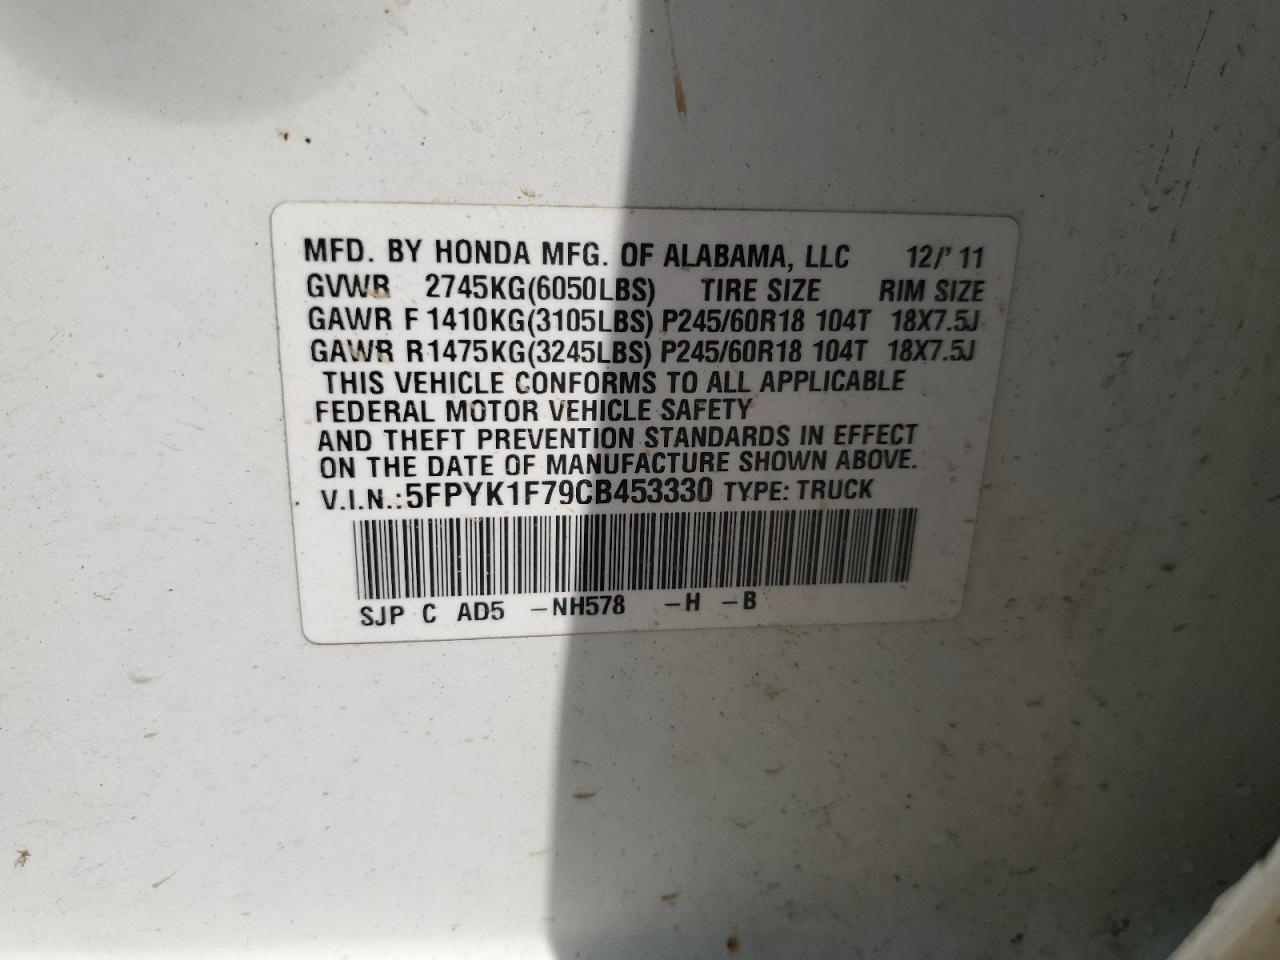 MFD. BY HONDA MFG. OF ALABAMA, LLC 12/'11
GVWR 2745KG(6050LBS) TIRE SIZE RIM SIZE
GAWR F 1410KG(3105LBS) P245/60R18 104T 18X7.5J
GAWR R1475KG(3245LBS) P245/60R18 104T 18X7.5J
THIS VEHICLE CONFORMS TO ALL APPLICABLE
FEDERAL MOTOR VEHICLE SAFETY
AND THEFT PREVENTION STANDARDS IN EFFECT
ON THE DATE OF MANUFACTURE SHOWN ABOVE.
V.I.N.:5FPYK1F79CB453330 TYPE: TRUCK
SJP C AD5 -NH578 -H -B